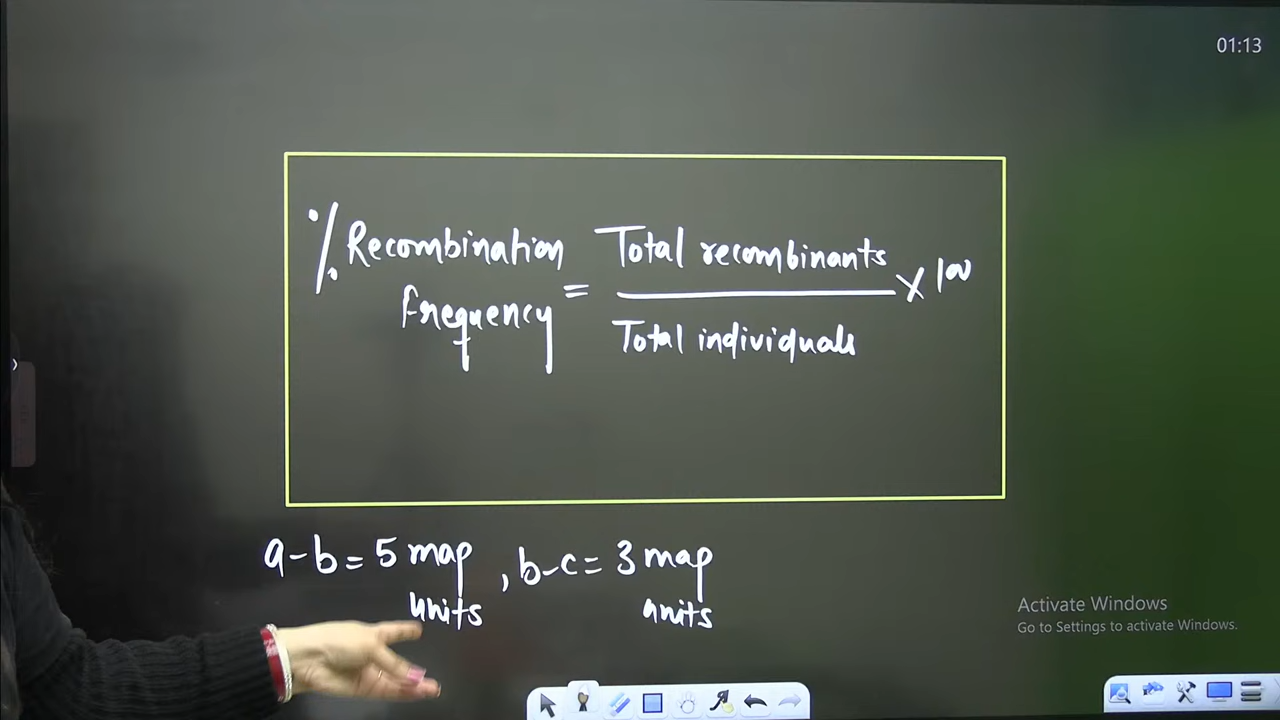 01:13
% Recombination frequency = Total recombinants / Total individuals × 100
a-b = 5 map units, b-c = 3 map units
Activate Windows
Go to Settings to activate Windows.